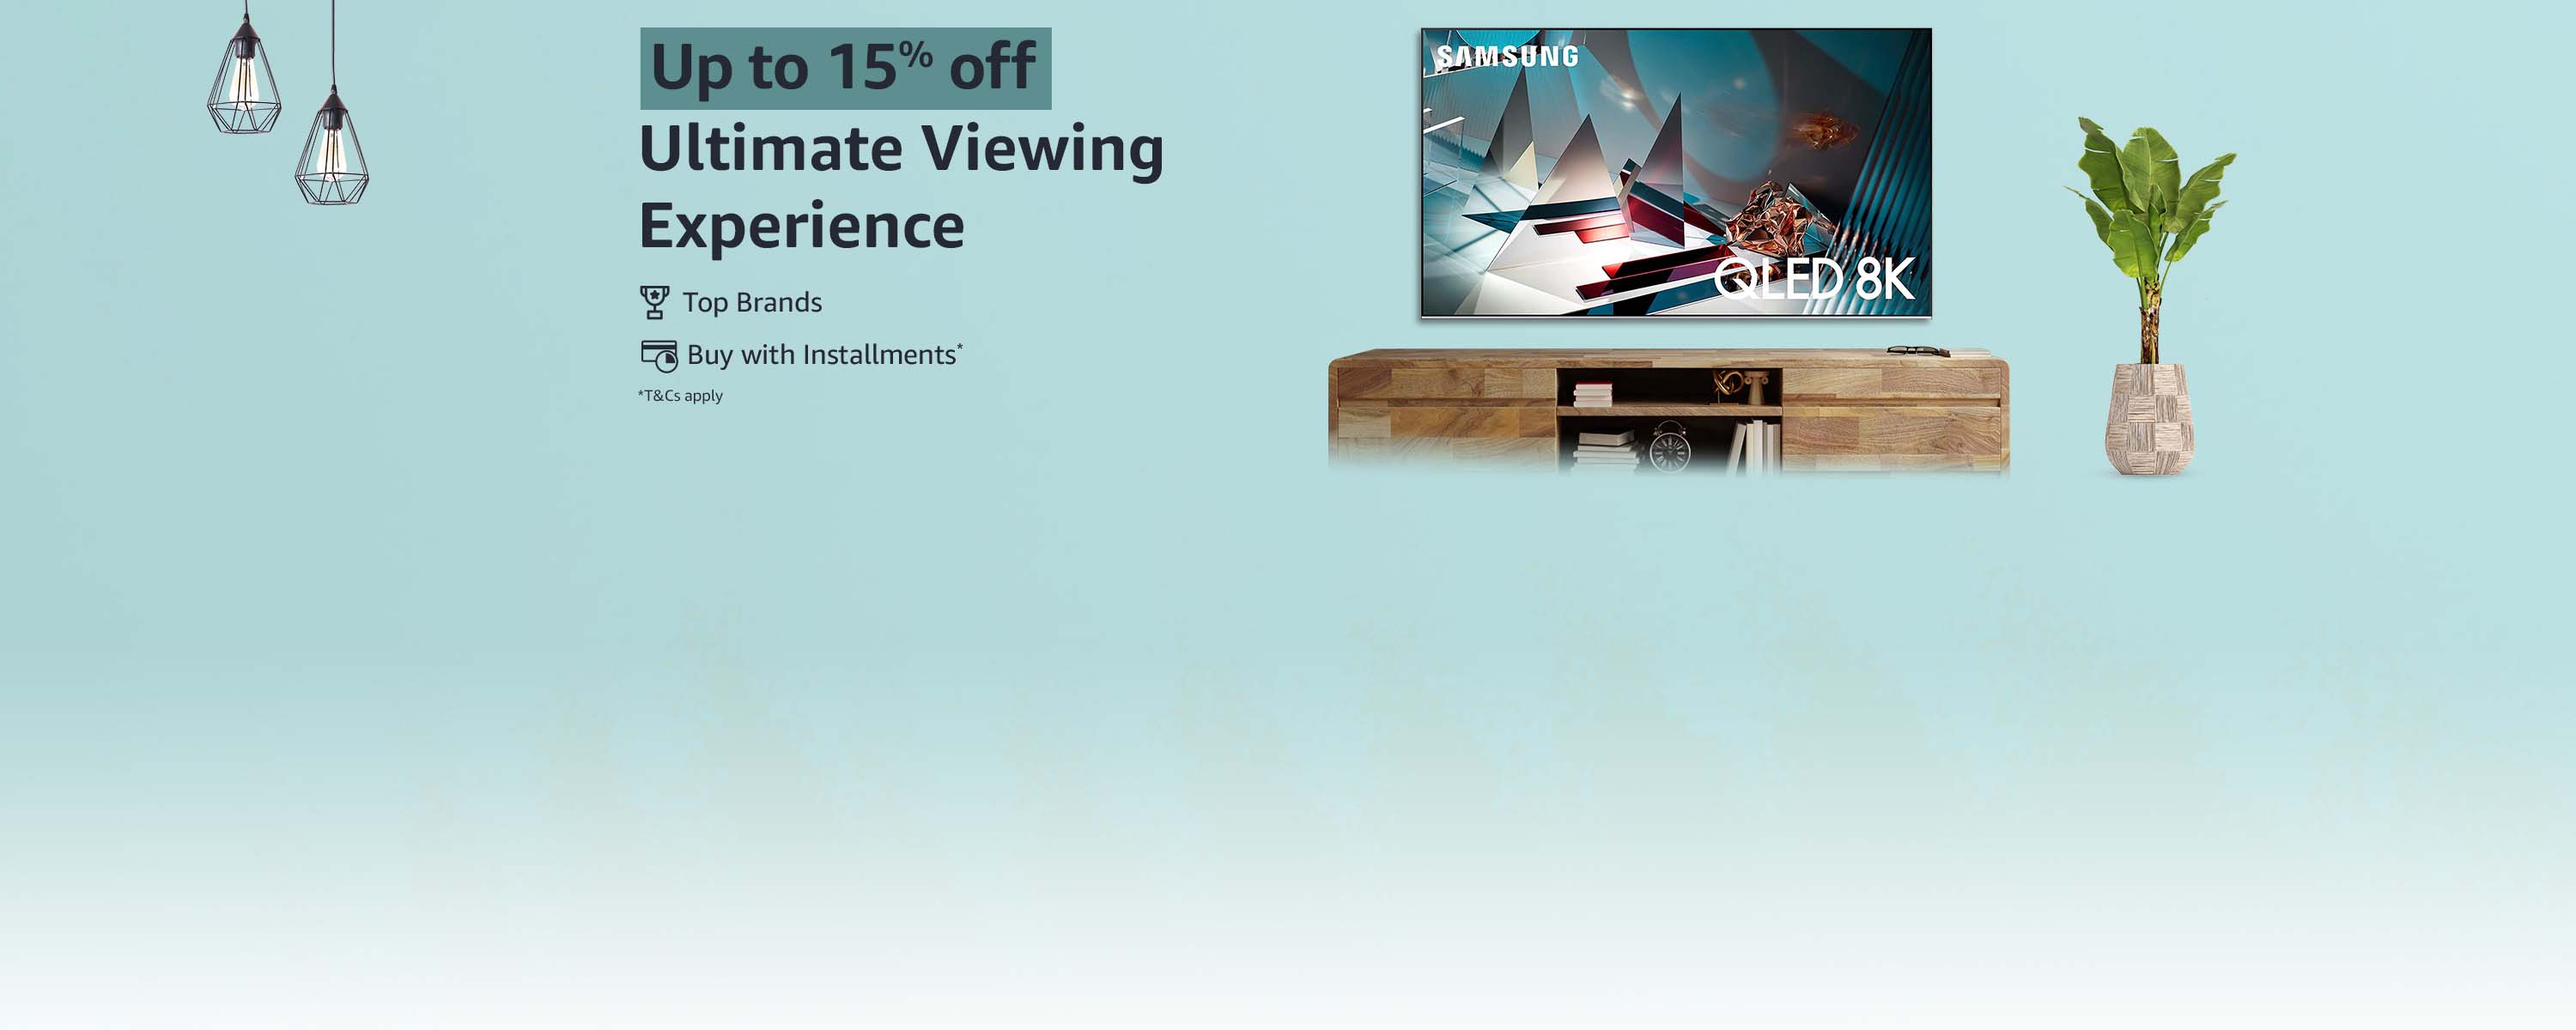 Up to 15% off
Ultimate Viewing
Experience
Top Brands
Buy with Installments*
*T&Cs apply
SAMSUNG
QLED 8K